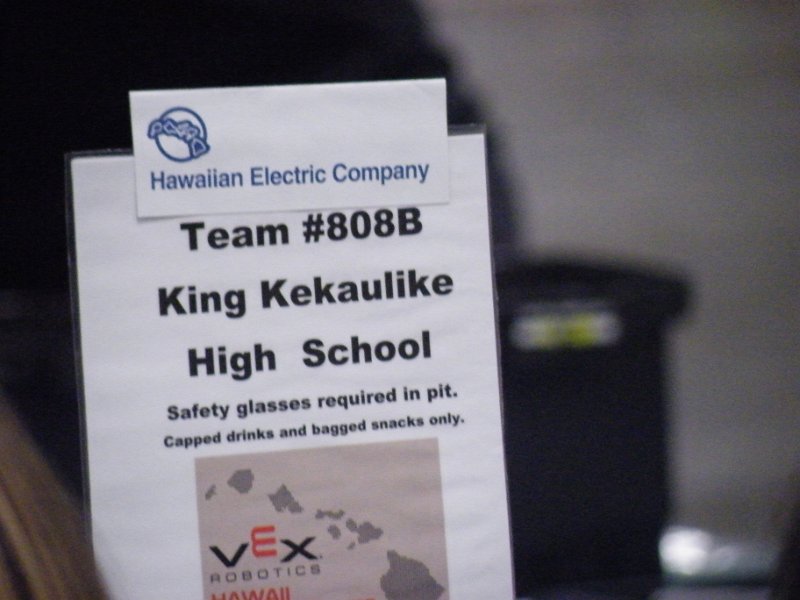 Hawaiian Electric Company
Team #808B
King Kekaulike
High School
Safety glasses required in pit.
Capped drinks and bagged snacks only.
VEX
ROBOTICS
HAWAII